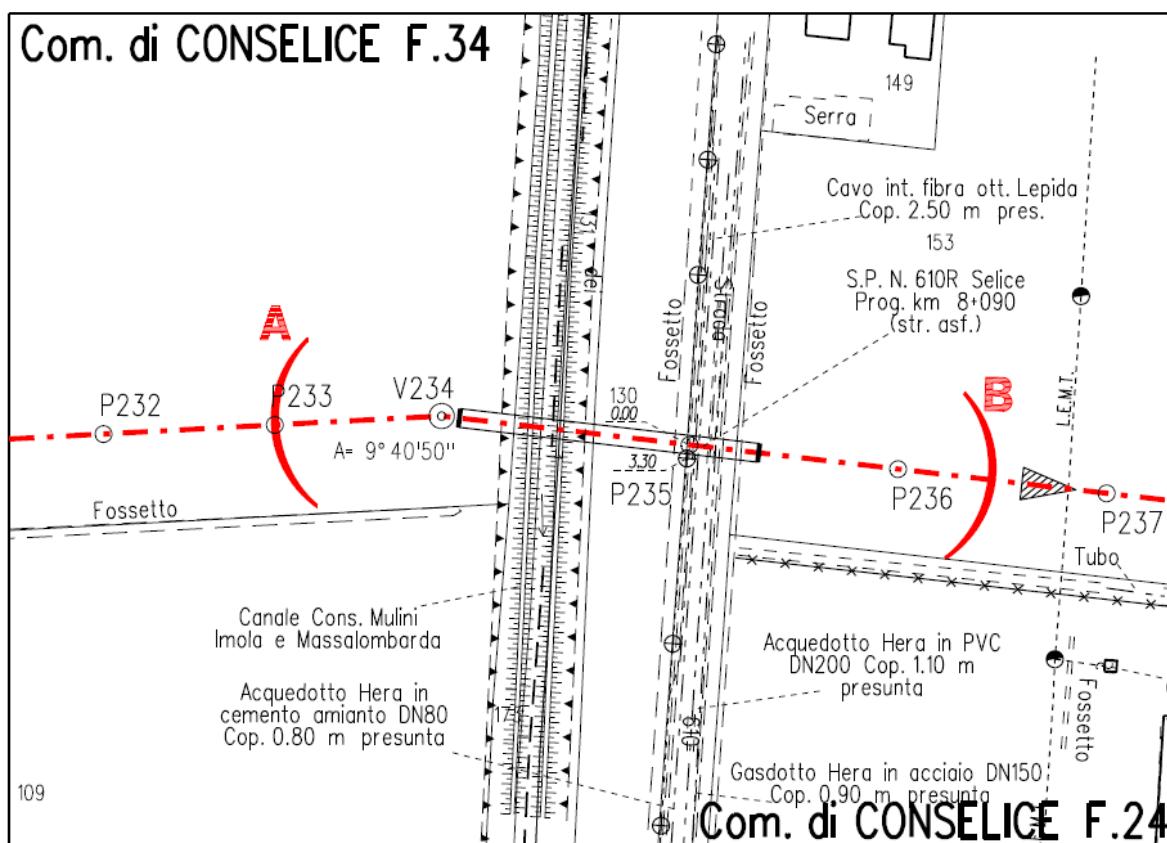 Com. di CONSELICE F.34
149
Serra
Cavo int. fibra ott. Lepida
Cop. 2.50 m pres.
153
S.P. N. 610R Selice
Prog. km 8+090
(str. asf.)
dei
Fossetto
Strada
Fossetto
L.E.M.T.
A
B
P232
P233
V234
A= 9°40'50"
130
0.00
3.30
P235
P236
P237
Fossetto
Tubo
Canale Cons. Mulini
Imola e Massalombarda
Acquedotto Hera in PVC
DN200 Cop. 1.10 m
presunta
Acquedotto Hera in
cemento amianto DN80
Cop. 0.80 m presunta
610
Fossetto
Gasdotto Hera in acciaio DN150
Cop. 0.90 m presunta
109
Com. di CONSELICE F.24